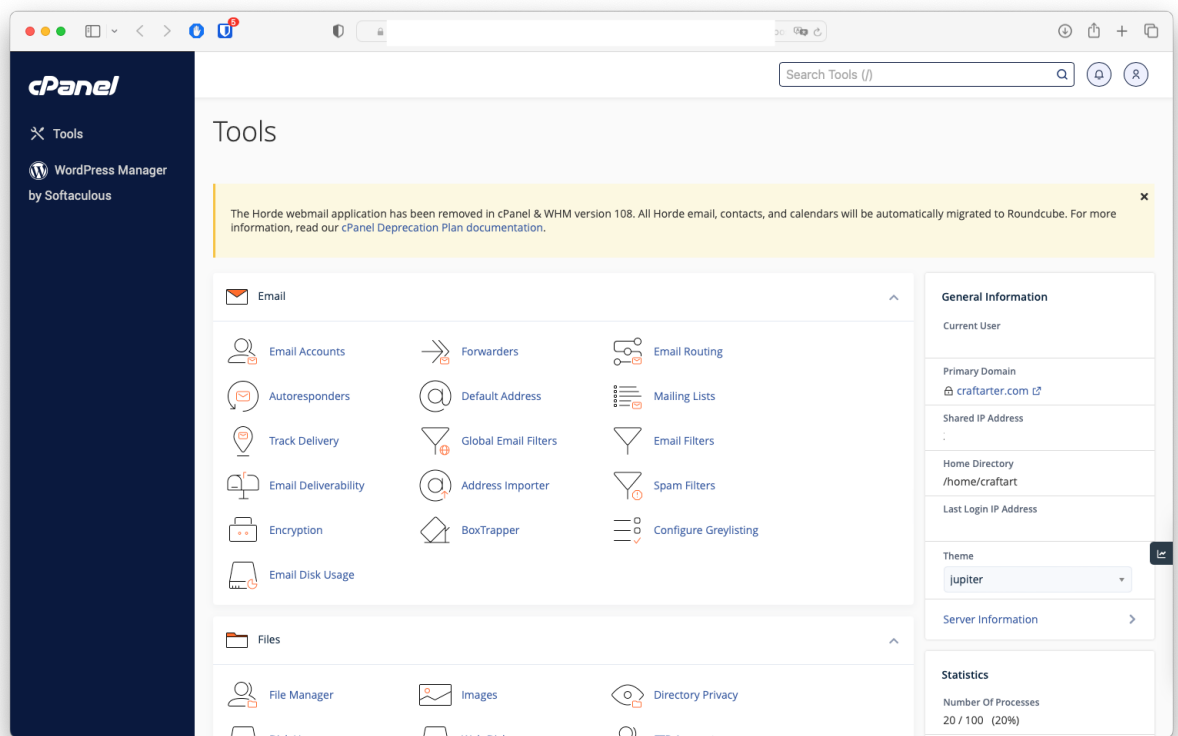 5
Search Tools (/)
cPanel
Tools
WordPress Manager
by Softaculous
Tools
The Horde webmail application has been removed in cPanel & WHM version 108. All Horde email, contacts, and calendars will be automatically migrated to Roundcube. For more
information, read our cPanel Deprecation Plan documentation.
Email
Email Accounts
Forwarders
Email Routing
Autoresponders
Default Address
Mailing Lists
Track Delivery
Global Email Filters
Email Filters
Email Deliverability
Address Importer
Spam Filters
Encryption
BoxTrapper
Configure Greylisting
Email Disk Usage
Files
File Manager
Images
Directory Privacy
General Information
Current User
Primary Domain
craftarter.com
Shared IP Address
Home Directory
/home/craftart
Last Login IP Address
Theme
jupiter
Server Information
Statistics
Number Of Processes
20 / 100 (20%)